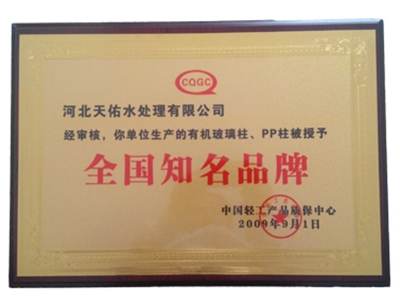 CQGC
河北天佑水处理有限公司
经审核，你单位生产的有机玻璃柱、PP柱被授予
全国知名品牌
中国轻工产品质保中心
2009年9月1日